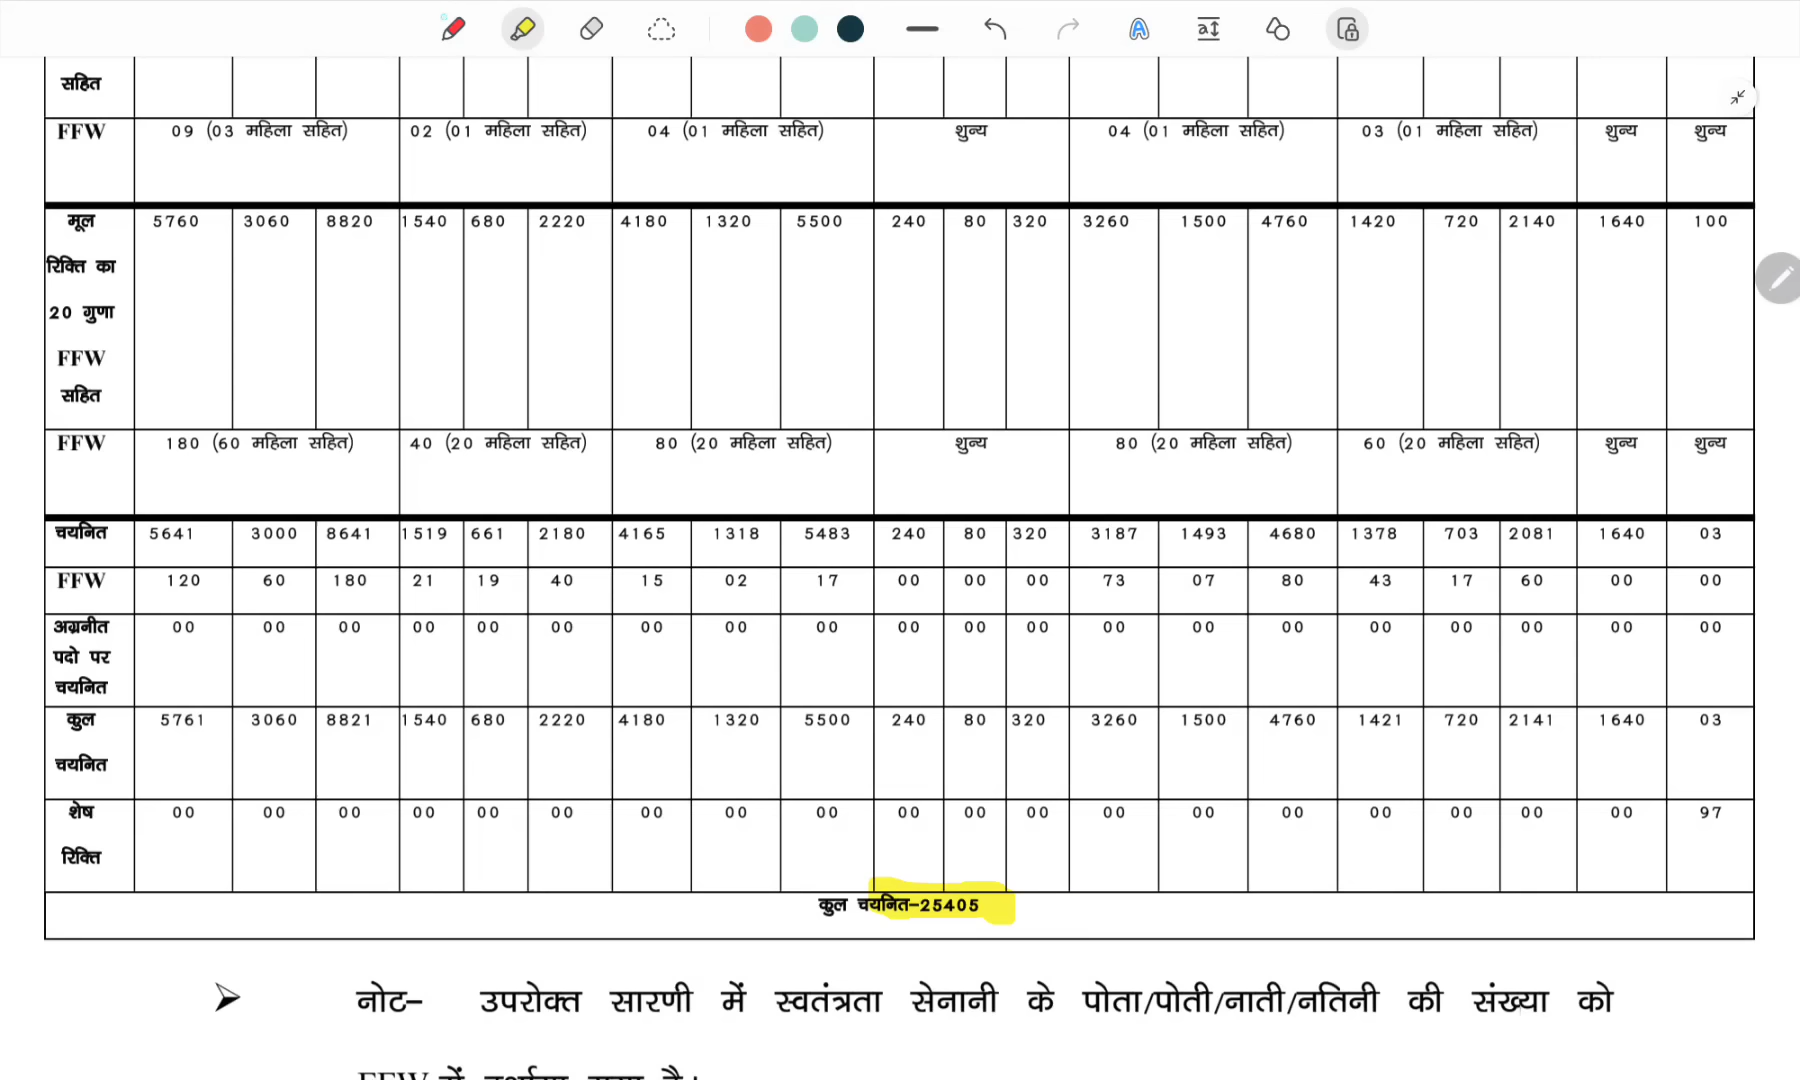 सहित
FFW 09 (03 महिला सहित) 02 (01 महिला सहित) 04 (01 महिला सहित) शुन्य 04 (01 महिला सहित) 03 (01 महिला सहित) शुन्य शुन्य
मूल 5760 3060 8820 1540 680 2220 4180 1320 5500 240 80 320 3260 1500 4760 1420 720 2140 1640 100
रिक्ति का
20 गुणा
FFW
सहित
FFW 180 (60 महिला सहित) 40 (20 महिला सहित) 80 (20 महिला सहित) शुन्य 80 (20 महिला सहित) 60 (20 महिला सहित) शुन्य शुन्य
चयनित 5641 3000 8641 1519 661 2180 4165 1318 5483 240 80 320 3187 1493 4680 1378 703 2081 1640 03
FFW 120 60 180 21 19 40 15 02 17 00 00 00 73 07 80 43 17 60 00 00
अग्रनीत 00 00 00 00 00 00 00 00 00 00 00 00 00 00 00 00 00 00 00 00
पदो पर
चयनित
कुल 5761 3060 8821 1540 680 2220 4180 1320 5500 240 80 320 3260 1500 4760 1421 720 2141 1640 03
चयनित
शेष 00 00 00 00 00 00 00 00 00 00 00 00 00 00 00 00 00 00 00 97
रिक्ति
कुल चयनित-25405
➢ नोट- उपरोक्त सारणी में स्वतंत्रता सेनानी के पोता/पोती/नाती/नतिनी की संख्या को